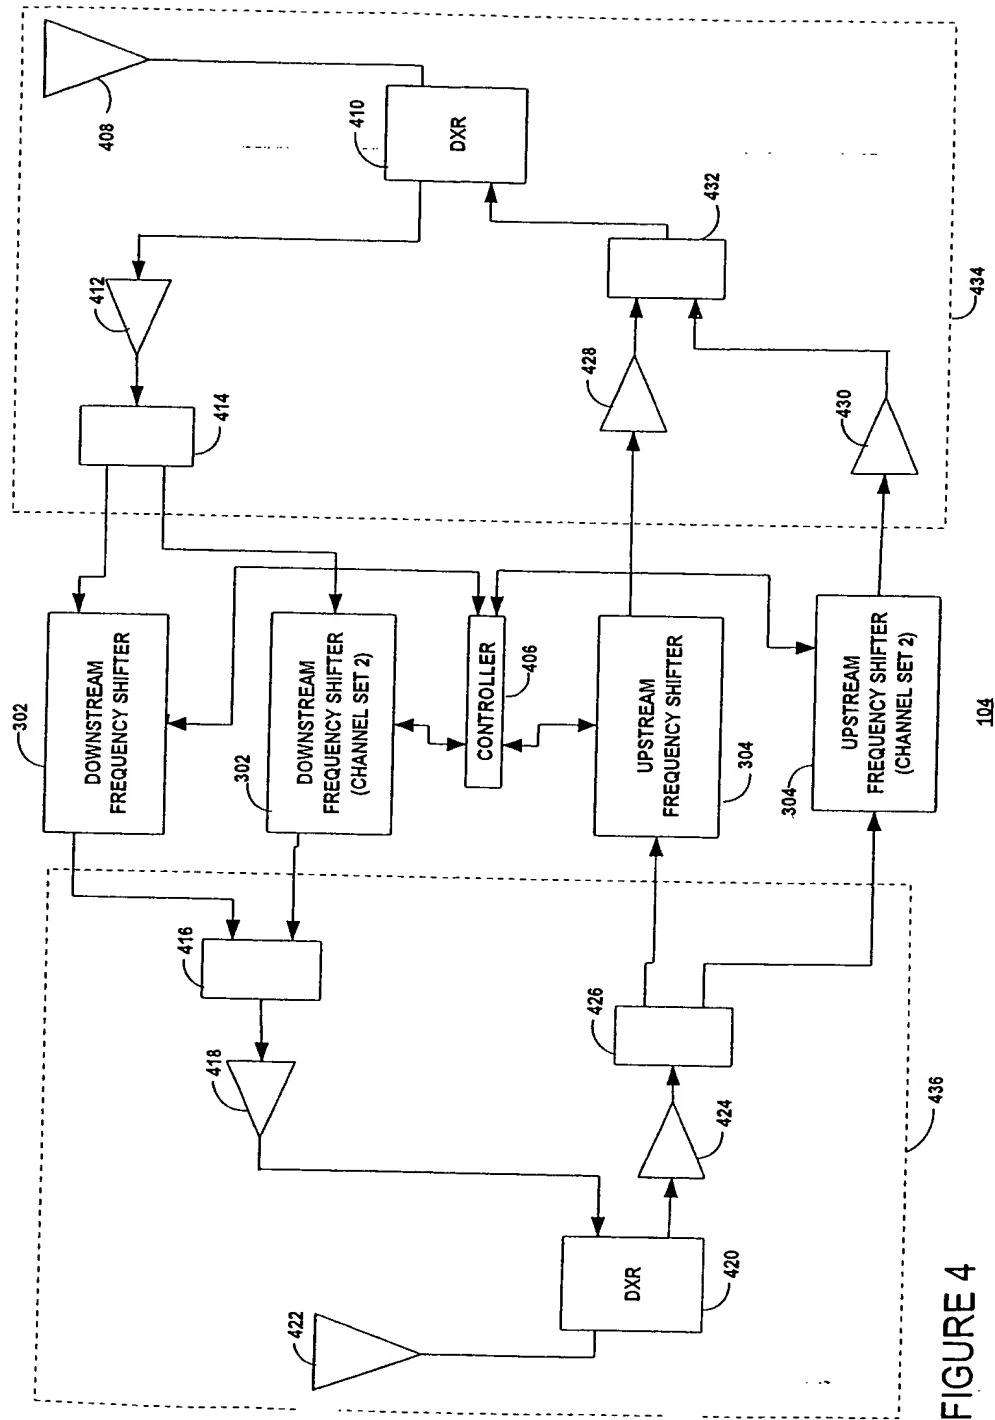 408
410
DXR
412
414
432
428
430
434
302
DOWNSTREAM
FREQUENCY SHIFTER
302
DOWNSTREAM
FREQUENCY SHIFTER
(CHANNEL SET 2)
CONTROLLER
406
UPSTREAM
FREQUENCY SHIFTER
304
UPSTREAM
FREQUENCY SHIFTER
(CHANNEL SET 2)
304
104
416
418
426
424
436
422
DXR
420
FIGURE 4